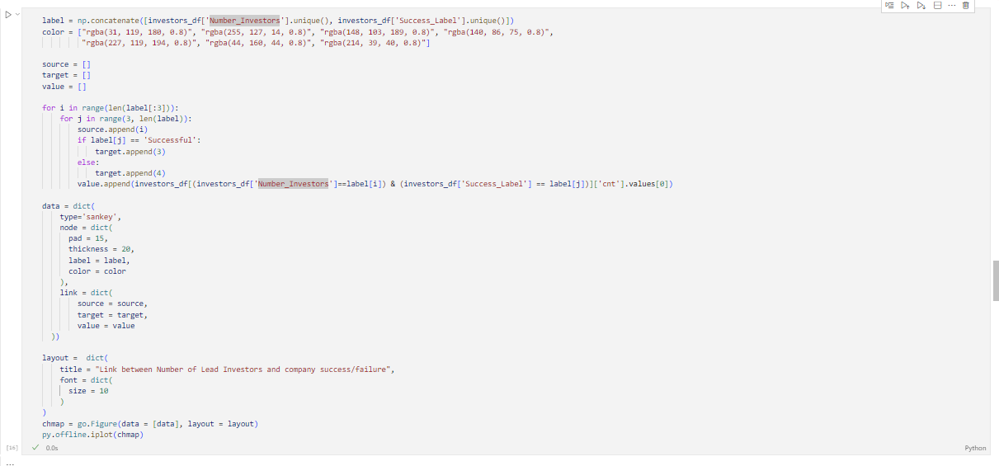 label = np.concatenate([investors_df['Number_Investors'].unique(), investors_df['Success_Label'].unique()])
color = ["rgba(31, 119, 180, 0.8)", "rgba(255, 127, 14, 0.8)", "rgba(148, 103, 189, 0.8)", "rgba(140, 86, 75, 0.8)",
"rgba(227, 119, 194, 0.8)", "rgba(44, 160, 44, 0.8)", "rgba(214, 39, 40, 0.8)"]
source = []
target = []
value = []
for i in range(len(label[:3])):
for j in range(3, len(label)):
source.append(i)
if label[j] == 'Successful':
target.append(3)
else:
target.append(4)
value.append(investors_df[(investors_df['Number_Investors']==label[i]) & (investors_df['Success_Label'] == label[j])]['cnt'].values[0])
data = dict(
type='sankey',
node = dict(
pad = 15,
thickness = 20,
label = label,
color = color
),
link = dict(
source = source,
target = target,
value = value
))
layout =  dict(
title = "Link between Number of Lead Investors and company success/failure",
font = dict(
size = 10
)
)
chmap = go.Figure(data = [data], layout = layout)
py.offline.iplot(chmap)
[16] ✓ 0.0s Python
...